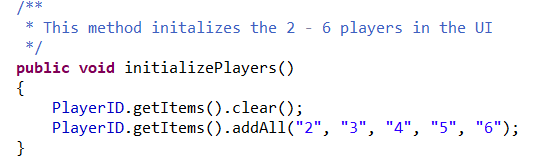 /**
 * This method initalizes the 2 - 6 players in the UI
 */
public void initializePlayers()
{
    PlayerID.getItems().clear();
    PlayerID.getItems().addAll("2", "3", "4", "5", "6");
}